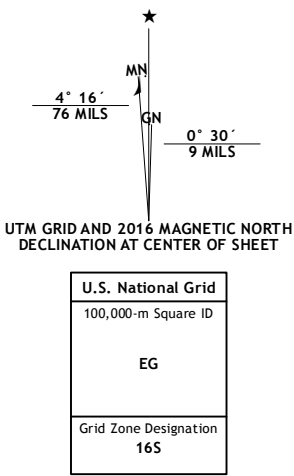 ★
MN
4° 16´
76 MILS
GN
0° 30´
9 MILS
UTM GRID AND 2016 MAGNETIC NORTH
DECLINATION AT CENTER OF SHEET
U.S. National Grid
100,000-m Square ID
EG
Grid Zone Designation
16S